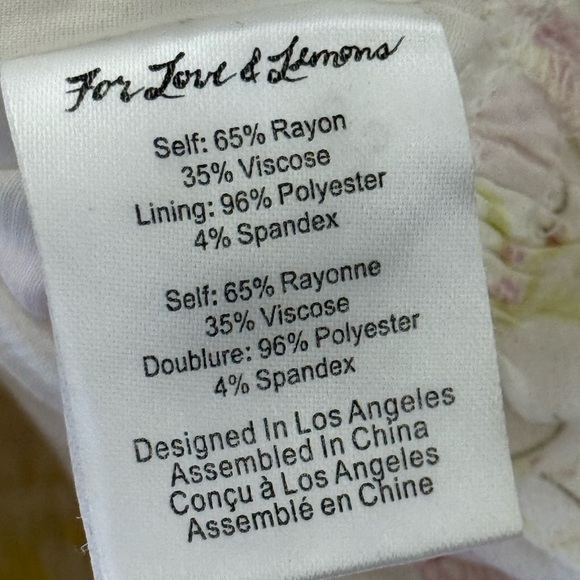 For Love & Lemons
Self: 65% Rayon
35% Viscose
Lining: 96% Polyester
4% Spandex
Self: 65% Rayonne
35% Viscose
Doublure: 96% Polyester
4% Spandex
Designed In Los Angeles
Assembled In China
Conçu à Los Angeles
Assemblé en Chine